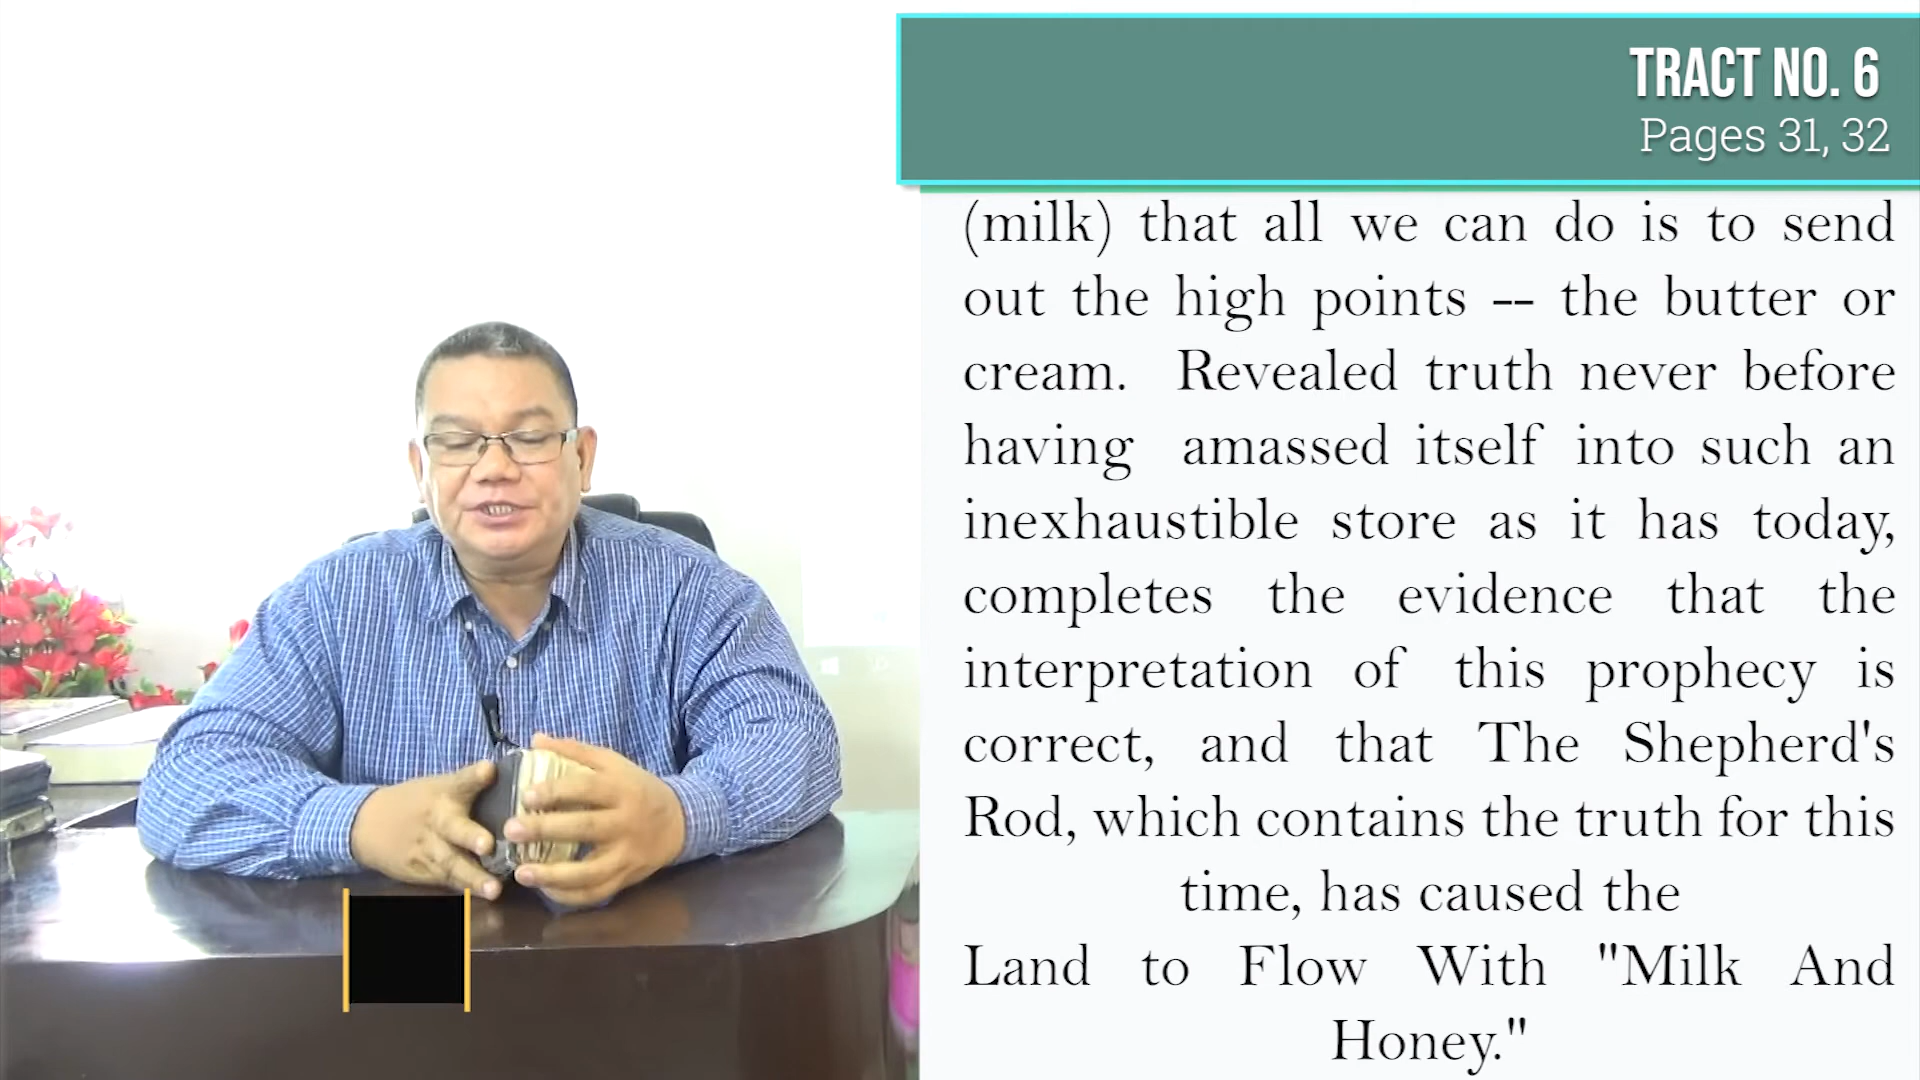 TRACT NO. 6
Pages 31, 32
(milk) that all we can do is to send
out the high points -- the butter or
cream. Revealed truth never before
having amassed itself into such an
inexhaustible store as it has today,
completes the evidence that the
interpretation of this prophecy is
correct, and that The Shepherd's
Rod, which contains the truth for this
time, has caused the
Land to Flow With "Milk And
Honey."